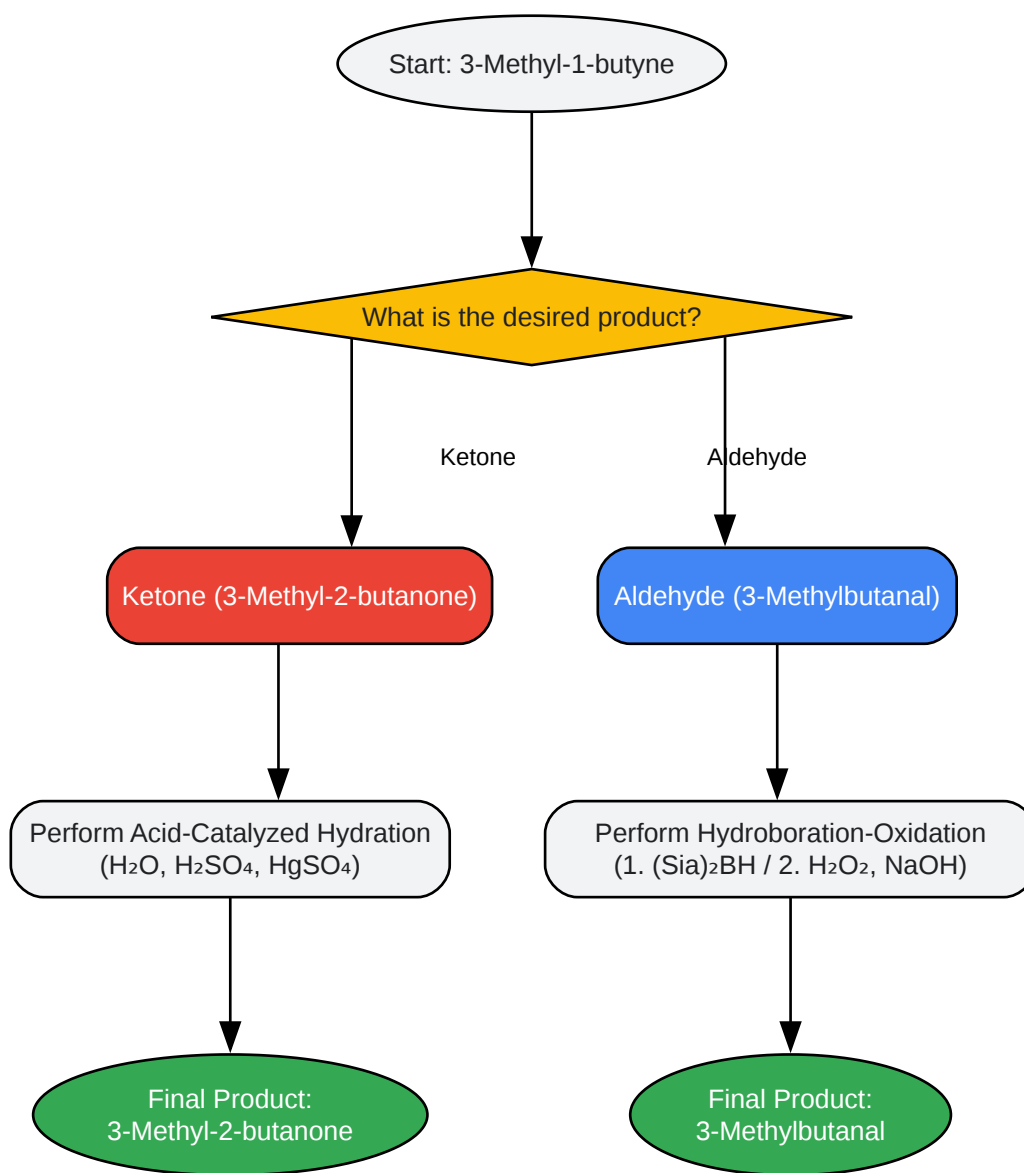 Start: 3-Methyl-1-butyne
What is the desired product?
Ketone
Aldehyde
Ketone (3-Methyl-2-butanone)
Aldehyde (3-Methylbutanal)
Perform Acid-Catalyzed Hydration
(H₂O, H₂SO₄, HgSO₄)
Perform Hydroboration-Oxidation
(1. (Sia)₂BH / 2. H₂O₂, NaOH)
Final Product:
3-Methyl-2-butanone
Final Product:
3-Methylbutanal